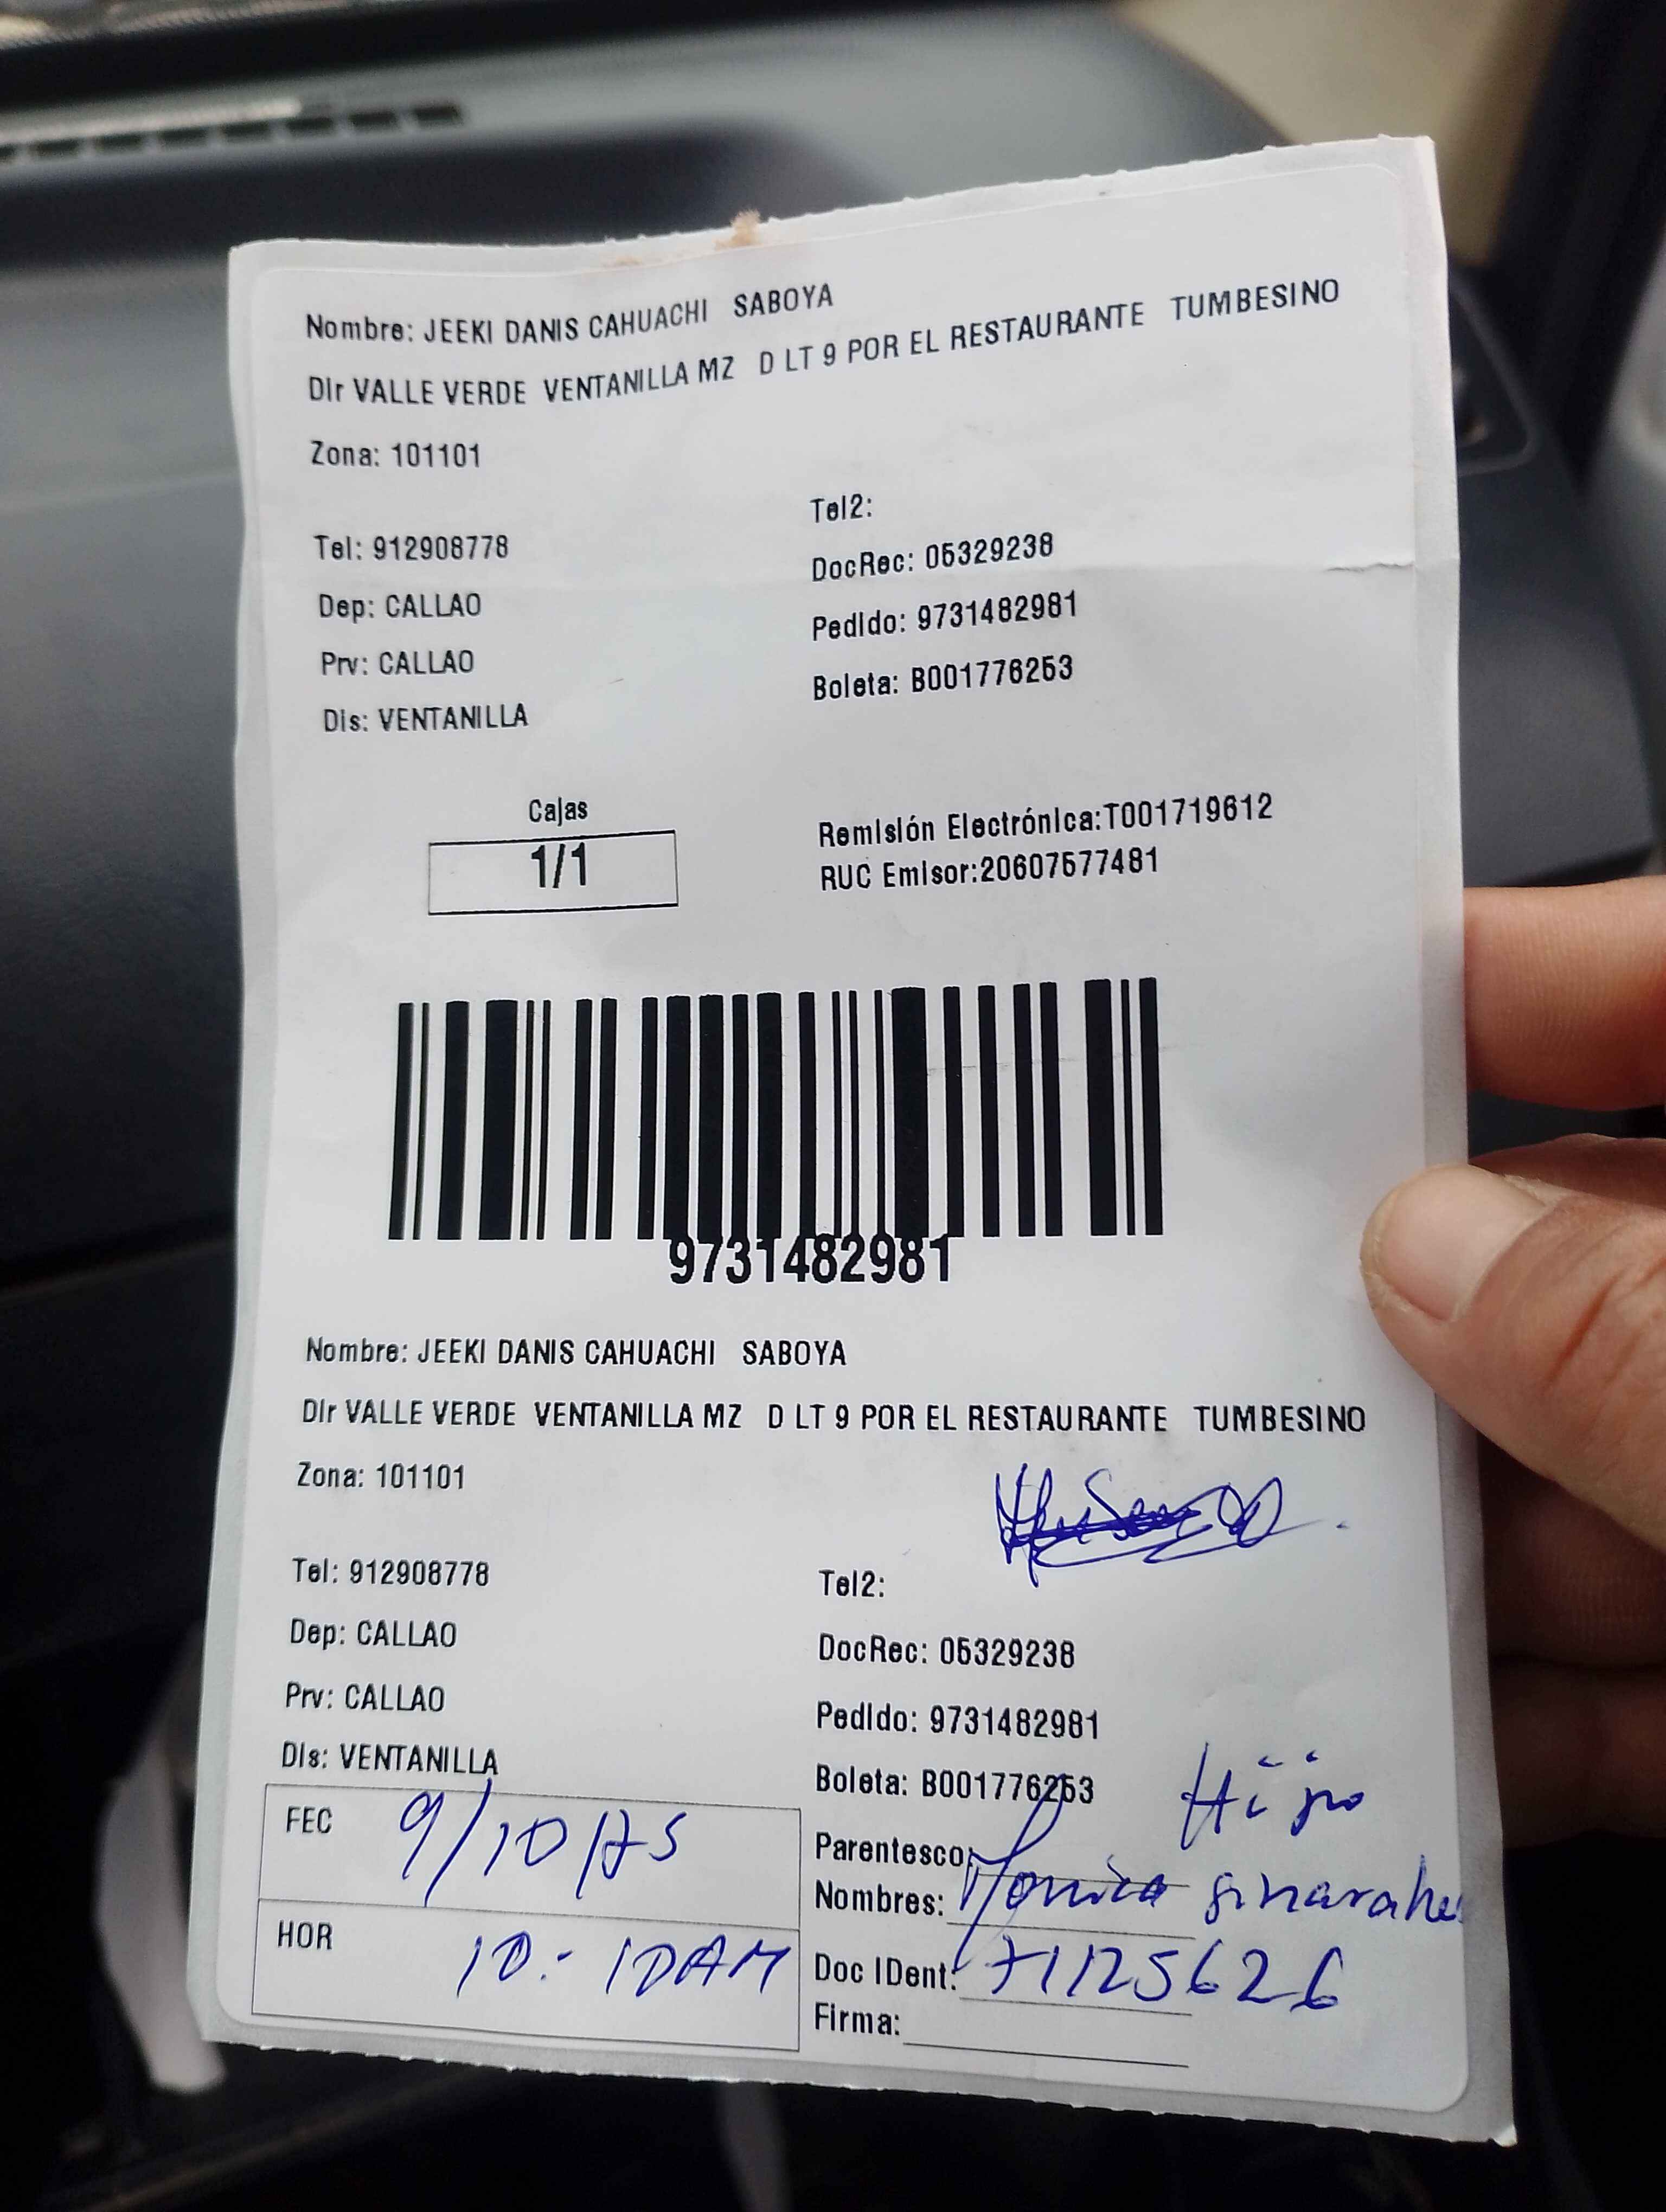 Nombre: JEEKI DANIS CAHUACHI SABOYA
Dir VALLE VERDE VENTANILLA MZ D LT 9 POR EL RESTAURANTE TUMBESINO
Zona: 101101
Tel2:
Tel: 912908778
DocRec: 05329238
Dep: CALLAO
Pedido: 9731482981
Prv: CALLAO
Boleta: B001776253
Dis: VENTANILLA
Cajas
1/1
Remisión Electrónica:T001719612
RUC Emisor:20607577481
9731482981
Nombre: JEEKI DANIS CAHUACHI SABOYA
Dir VALLE VERDE VENTANILLA MZ D LT 9 POR EL RESTAURANTE TUMBESINO
Zona: 101101
Tel: 912908778
Tel2:
Dep: CALLAO
DocRec: 05329238
Prv: CALLAO
Pedido: 9731482981
Dis: VENTANILLA
Boleta: B001776253
Hijo
FEC 9/10/25
Parentesco:
Nombres: Monica
HOR 10:10AM
Doc IDent: 71125626
Firma: